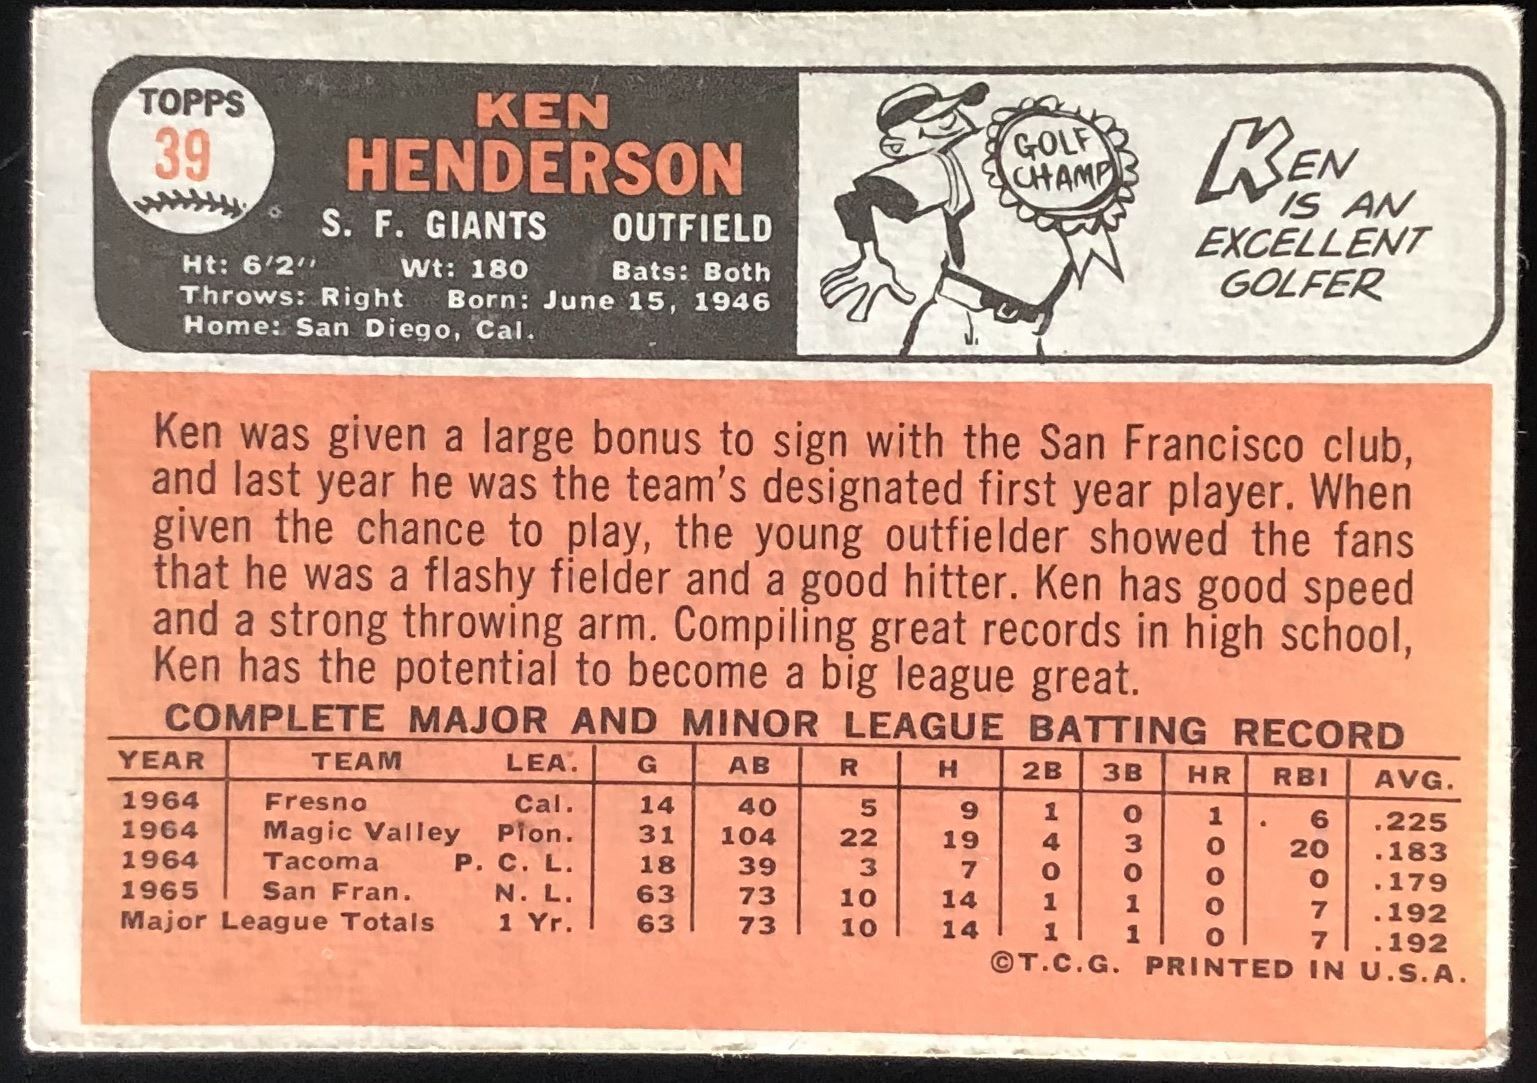 TOPPS
39
KEN
HENDERSON
S. F. GIANTS OUTFIELD
Ht: 6'2" Wt: 180 Bats: Both
Throws: Right Born: June 15, 1946
Home: San Diego, Cal.
GOLF
CHAMP
KEN
IS AN
EXCELLENT
GOLFER
Ken was given a large bonus to sign with the San Francisco club,
and last year he was the team's designated first year player. When
given the chance to play, the young outfielder showed the fans
that he was a flashy fielder and a good hitter. Ken has good speed
and a strong throwing arm. Compiling great records in high school,
Ken has the potential to become a big league great.
COMPLETE MAJOR AND MINOR LEAGUE BATTING RECORD
YEAR TEAM LEA. G AB R H 2B 3B HR RBI AVG.
1964 Fresno Cal. 14 40 5 9 1 0 1 6 .225
1964 Magic Valley Pion. 31 104 22 19 4 3 0 20 .183
1964 Tacoma P. C. L. 18 39 3 7 0 0 0 0 .179
1965 San Fran. N. L. 63 73 10 14 1 1 0 7 .192
Major League Totals 1 Yr. 63 73 10 14 1 1 0 7 .192
©T.C.G. PRINTED IN U.S.A.